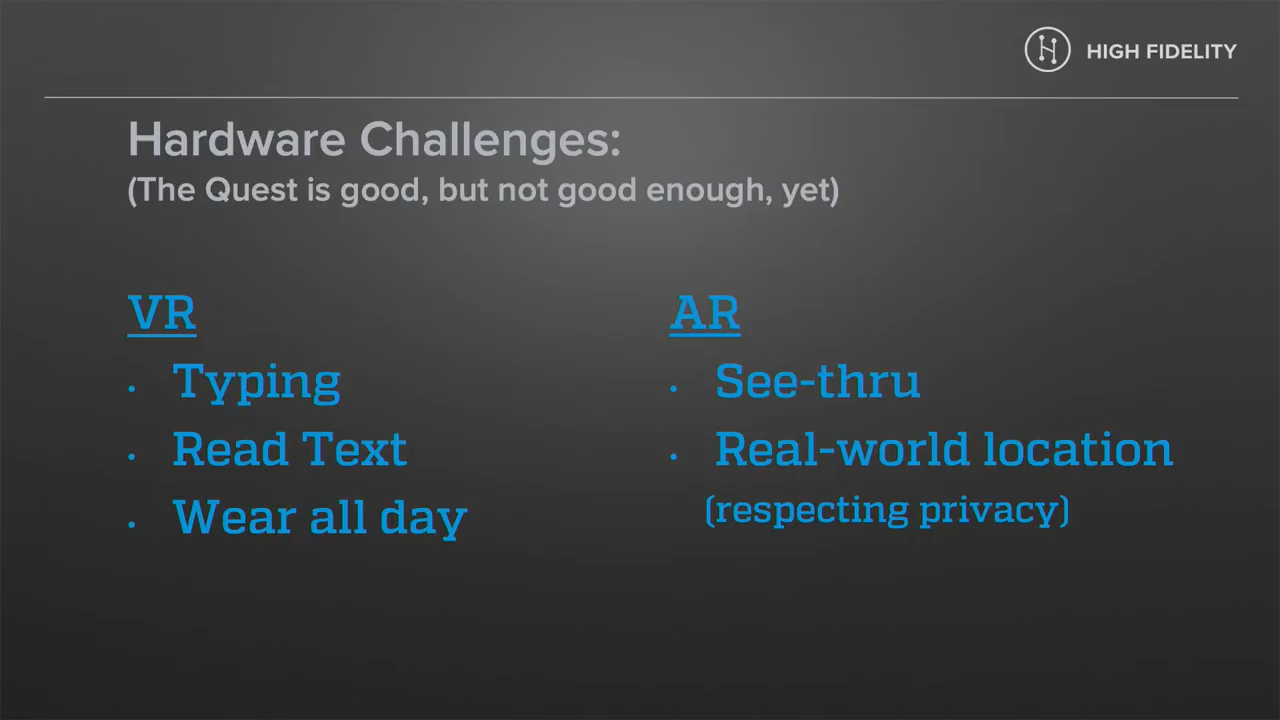 HIGH FIDELITY
Hardware Challenges:
(The Quest is good, but not good enough, yet)
VR
• Typing
• Read Text
• Wear all day
AR
• See-thru
• Real-world location
(respecting privacy)